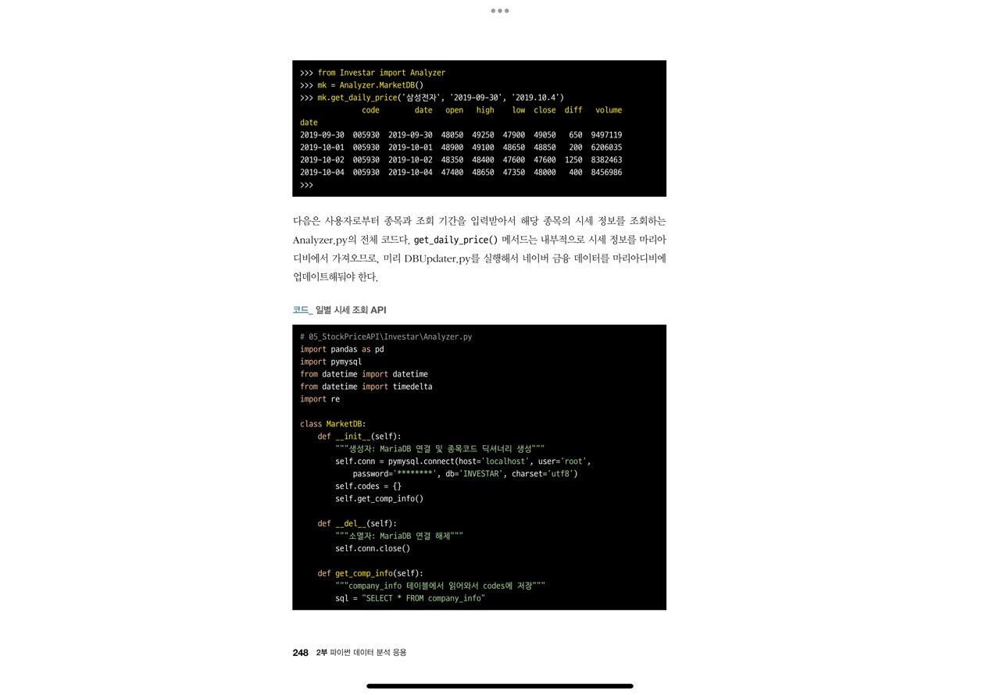 >>> from Investar import Analyzer
>>> mk = Analyzer.MarketDB()
>>> mk.get_daily_price('삼성전자', '2019-09-30', '2019.10.4')
code date open high low close diff volume
date
2019-09-30 005930 2019-09-30 48050 49250 47900 49050 650 9497119
2019-10-01 005930 2019-10-01 48900 49100 48650 48850 200 6206035
2019-10-02 005930 2019-10-02 48350 48400 47600 47600 1250 8382463
2019-10-04 005930 2019-10-04 47400 48650 47350 48000 400 8456986
>>>
다음은 사용자로부터 종목과 조회 기간을 입력받아서 해당 종목의 시세 정보를 조회하는
Analyzer.py의 전체 코드다. get_daily_price() 메서드는 내부적으로 시세 정보를 마리아
디비에서 가져오므로, 미리 DBUpdater.py를 실행해서 네이버 금융 데이터를 마리아디비에
업데이트해둬야 한다.
코드_ 일별 시세 조회 API
# 05_StockPriceAPI\Investar\Analyzer.py
import pandas as pd
import pymysql
from datetime import datetime
from datetime import timedelta
import re
class MarketDB:
def __init__(self):
"""생성자: MariaDB 연결 및 종목코드 딕셔너리 생성"""
self.conn = pymysql.connect(host='localhost', user='root',
password='********', db='INVESTAR', charset='utf8')
self.codes = {}
self.get_comp_info()
def __del__(self):
"""소멸자: MariaDB 연결 해제"""
self.conn.close()
def get_comp_info(self):
"""company_info 테이블에서 읽어와서 codes에 저장"""
sql = "SELECT * FROM company_info"
248 2부 파이썬 데이터 분석 응용